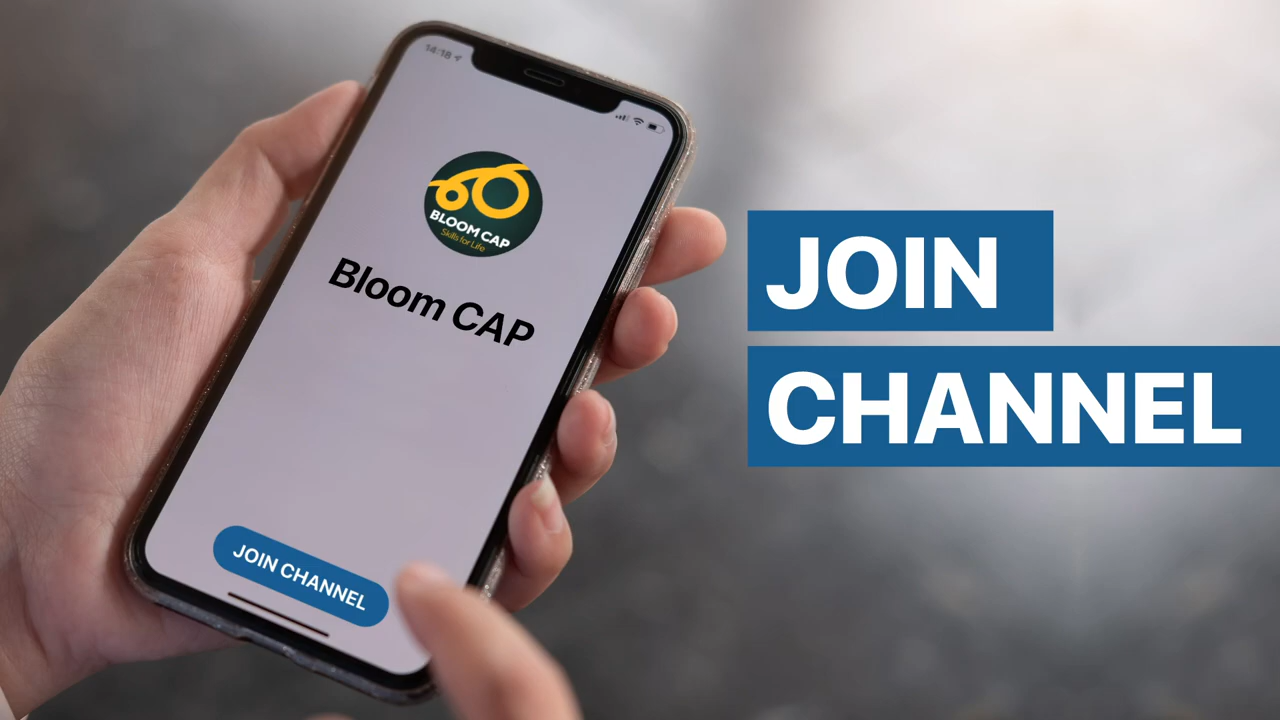 14:18
BLOOM CAP
Skills for Life
Bloom CAP
JOIN CHANNEL
JOIN
CHANNEL